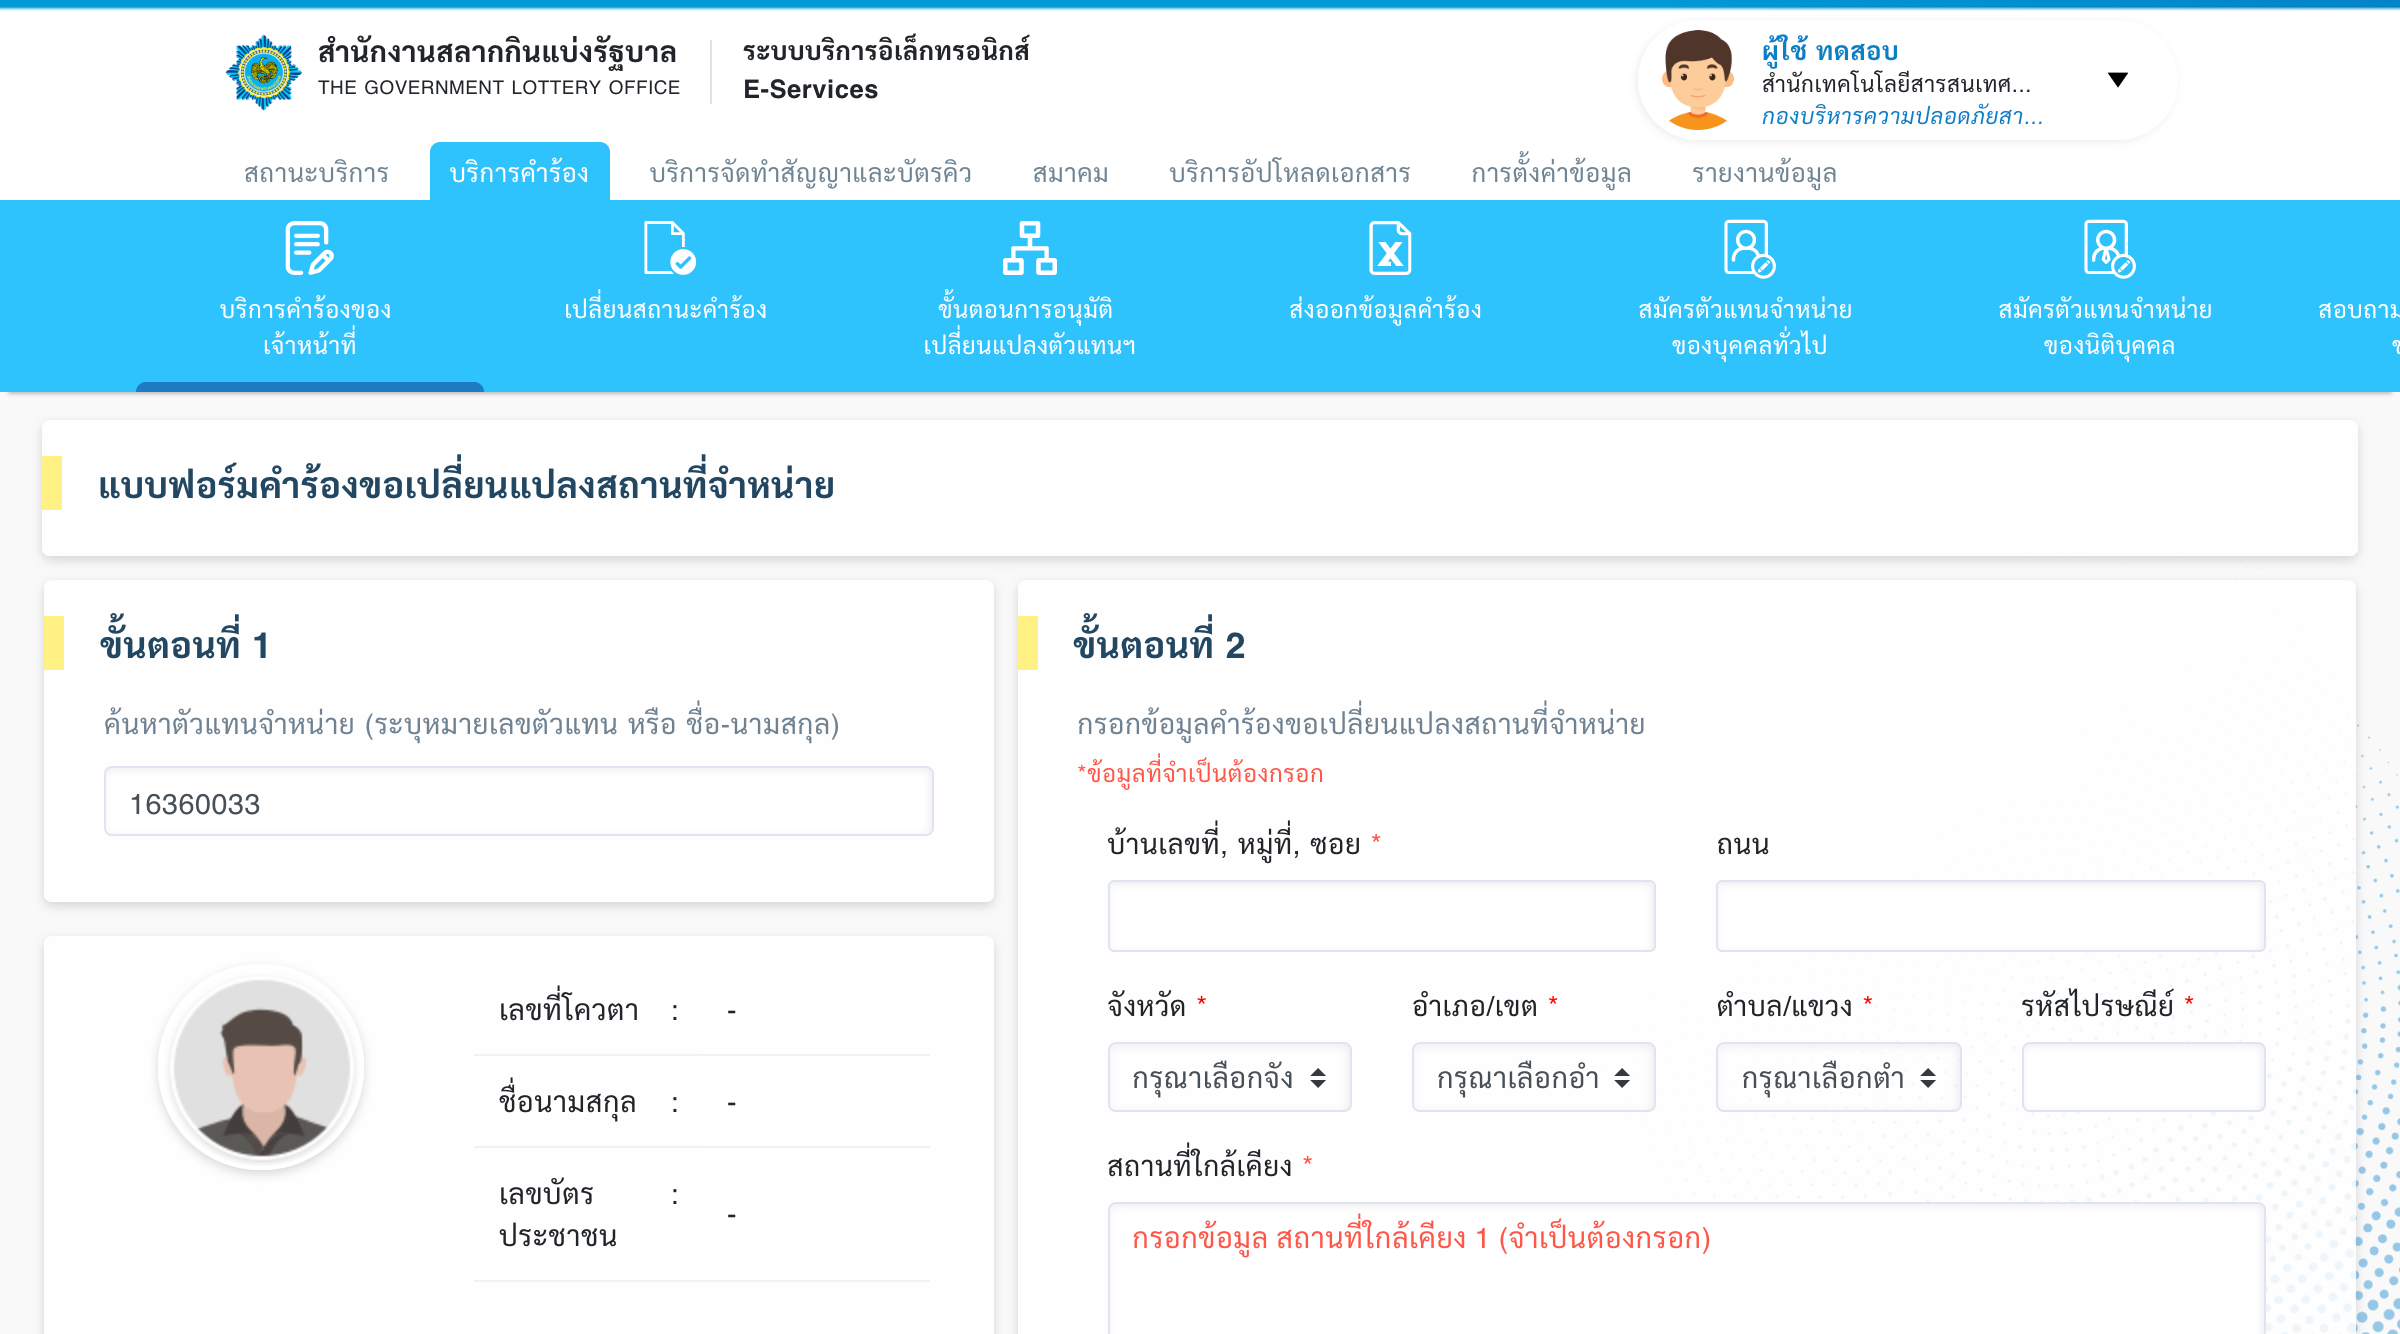 สำนักงานสลากกินแบ่งรัฐบาล
THE GOVERNMENT LOTTERY OFFICE
ระบบบริการอิเล็กทรอนิกส์
E-Services
ผู้ใช้ ทดสอบ
สำนักเทคโนโลยีสารสนเทศ...
กองบริหารความปลอดภัยสา...
สถานะบริการ
บริการคำร้อง
บริการจัดทำสัญญาและบัตรคิว
สมาคม
บริการอัปโหลดเอกสาร
การตั้งค่าข้อมูล
รายงานข้อมูล
บริการคำร้องของ
เจ้าหน้าที่
เปลี่ยนสถานะคำร้อง
ขั้นตอนการอนุมัติ
เปลี่ยนแปลงตัวแทนฯ
ส่งออกข้อมูลคำร้อง
สมัครตัวแทนจำหน่าย
ของบุคคลทั่วไป
สมัครตัวแทนจำหน่าย
ของนิติบุคคล
แบบฟอร์มคำร้องขอเปลี่ยนแปลงสถานที่จำหน่าย
ขั้นตอนที่ 1
ค้นหาตัวแทนจำหน่าย (ระบุหมายเลขตัวแทน หรือ ชื่อ-นามสกุล)
16360033
เลขที่โควตา : -
ชื่อนามสกุล : -
เลขบัตร : -
ประชาชน
ขั้นตอนที่ 2
กรอกข้อมูลคำร้องขอเปลี่ยนแปลงสถานที่จำหน่าย
*ข้อมูลที่จำเป็นต้องกรอก
บ้านเลขที่, หมู่ที่, ซอย *
ถนน
จังหวัด *
อำเภอ/เขต *
ตำบล/แขวง *
รหัสไปรษณีย์ *
กรุณาเลือกจัง
กรุณาเลือกอำ
กรุณาเลือกตำ
สถานที่ใกล้เคียง *
กรอกข้อมูล สถานที่ใกล้เคียง 1 (จำเป็นต้องกรอก)